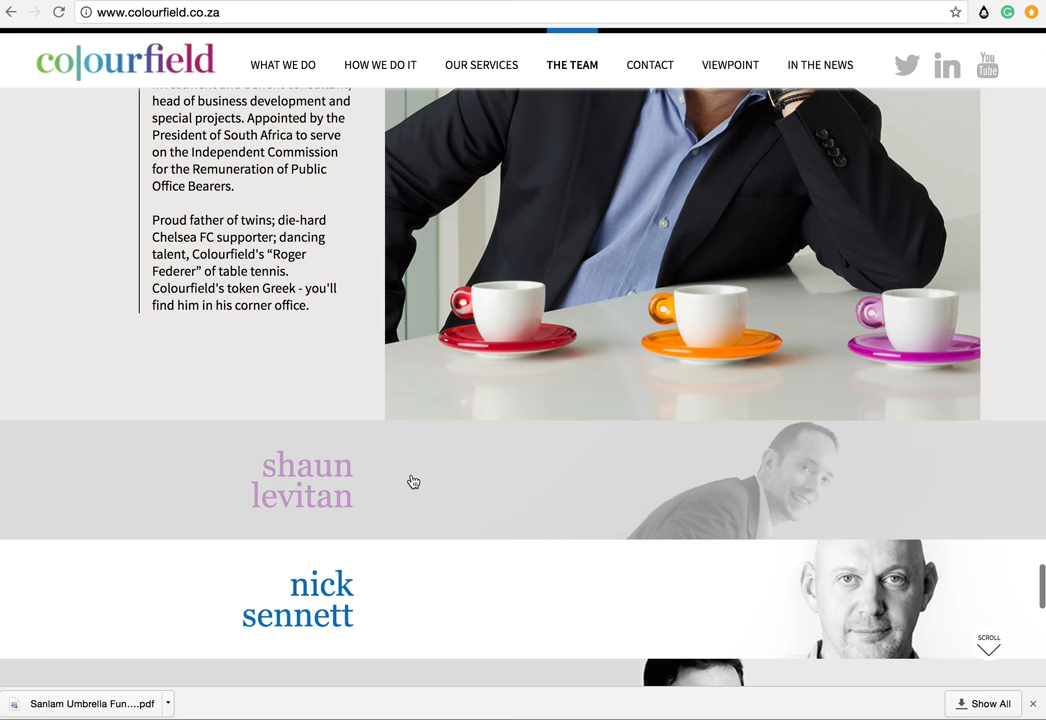 www.colourfield.co.za
colourfield
WHAT WE DO HOW WE DO IT OUR SERVICES THE TEAM CONTACT VIEWPOINT IN THE NEWS
You
Tube
head of business development and
special projects. Appointed by the
President of South Africa to serve
on the Independent Commission
for the Remuneration of Public
Office Bearers.
Proud father of twins; die-hard
Chelsea FC supporter; dancing
talent, Colourfield's “Roger
Federer” of table tennis.
Colourfield's token Greek - you'll
find him in his corner office.
shaun
levitan
nick
sennett
SCROLL
Sanlam Umbrella Fun....pdf
Show All